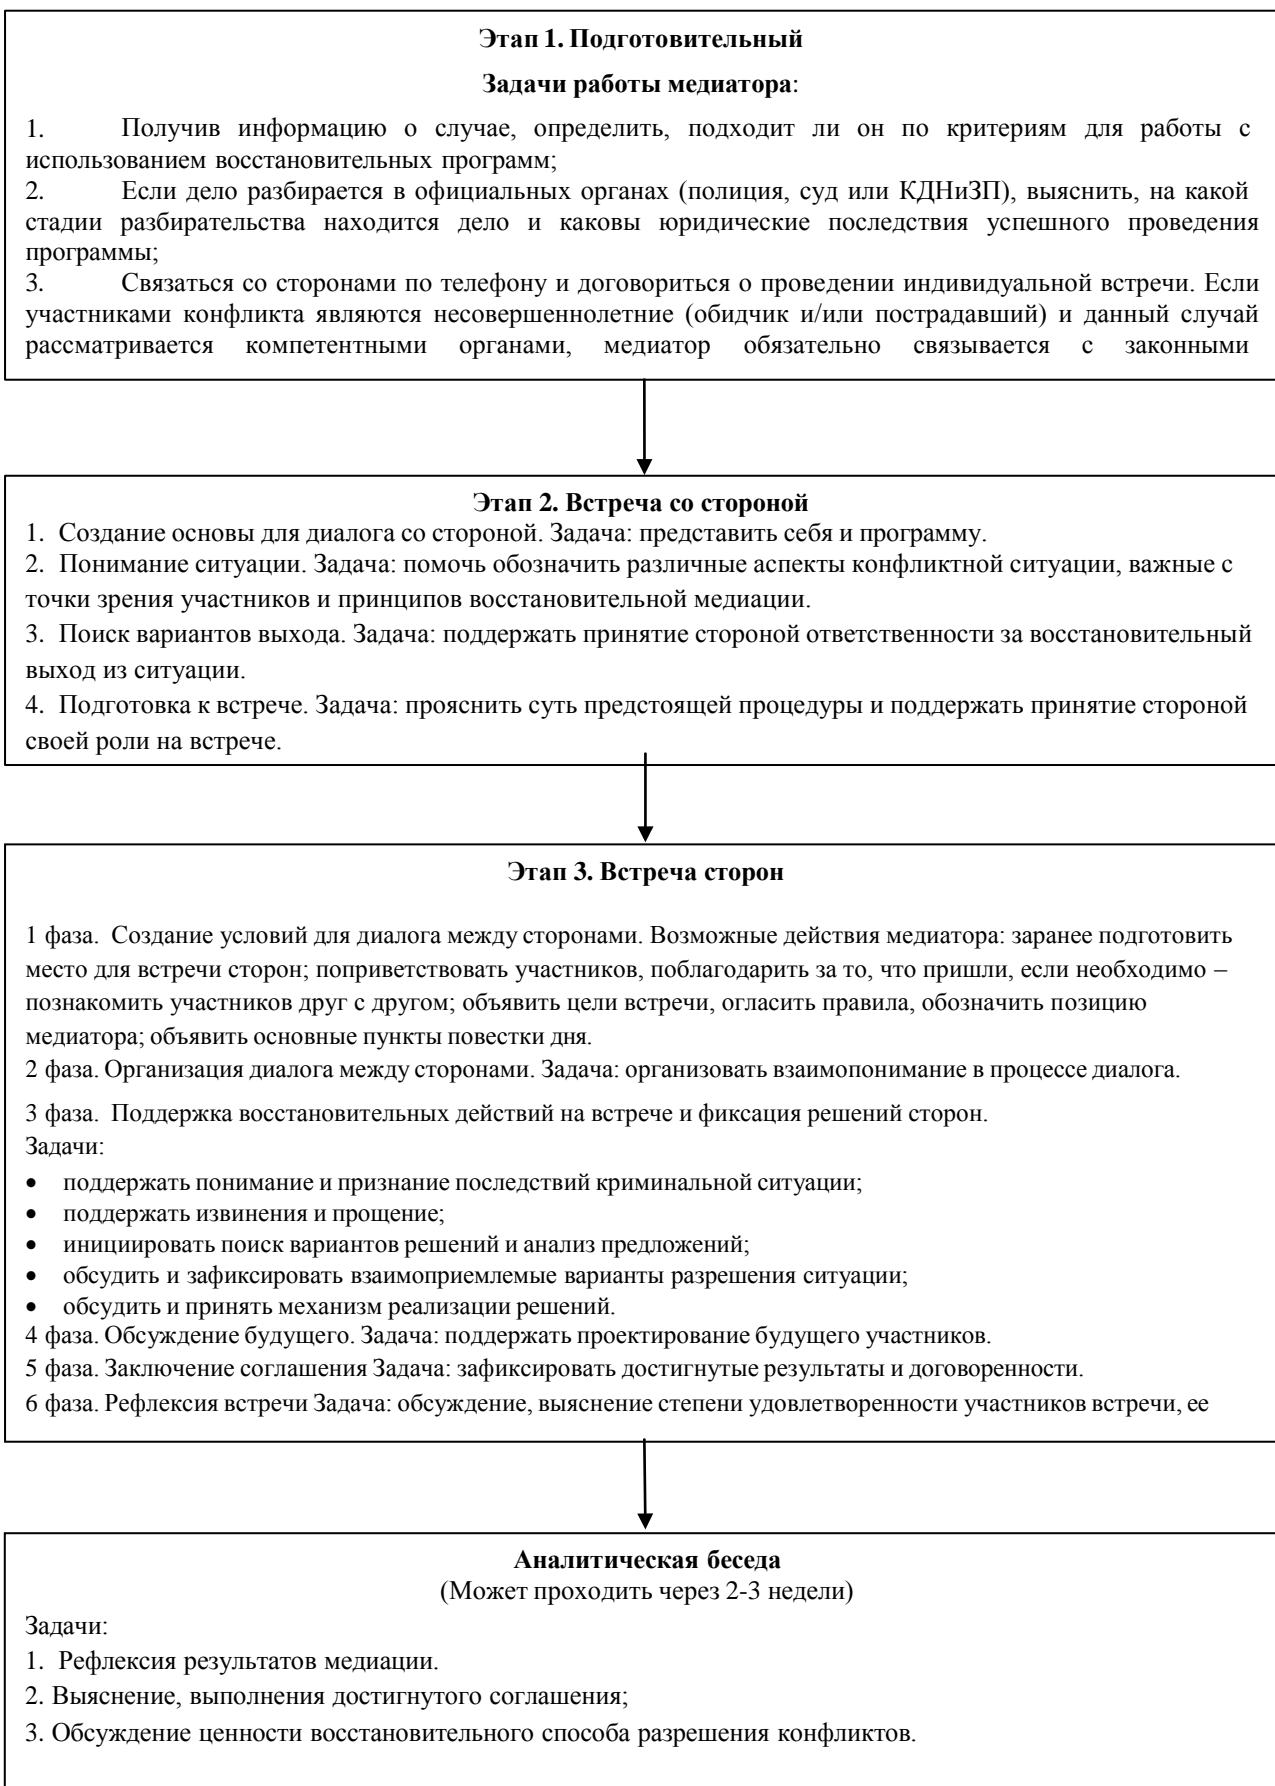 Этап 1. Подготовительный
Задачи работы медиатора:
1. Получив информацию о случае, определить, подходит ли он по критериям для работы с
использованием восстановительных программ;
2. Если дело разбирается в официальных органах (полиция, суд или КДНиЗП), выяснить, на какой
стадии разбирательства находится дело и каковы юридические последствия успешного проведения
программы;
3. Связаться со сторонами по телефону и договориться о проведении индивидуальной встречи. Если
участниками конфликта являются несовершеннолетние (обидчик и/или пострадавший) и данный случай
рассматривается компетентными органами, медиатор обязательно связывается с законными
Этап 2. Встреча со стороной
1. Создание основы для диалога со стороной. Задача: представить себя и программу.
2. Понимание ситуации. Задача: помочь обозначить различные аспекты конфликтной ситуации, важные с
точки зрения участников и принципов восстановительной медиации.
3. Поиск вариантов выхода. Задача: поддержать принятие стороной ответственности за восстановительный
выход из ситуации.
4. Подготовка к встрече. Задача: прояснить суть предстоящей процедуры и поддержать принятие стороной
своей роли на встрече.
Этап 3. Встреча сторон
1 фаза. Создание условий для диалога между сторонами. Возможные действия медиатора: заранее подготовить
место для встречи сторон; поприветствовать участников, поблагодарить за то, что пришли, если необходимо –
познакомить участников друг с другом; объявить цели встречи, огласить правила, обозначить позицию
медиатора; объявить основные пункты повестки дня.
2 фаза. Организация диалога между сторонами. Задача: организовать взаимопонимание в процессе диалога.
3 фаза. Поддержка восстановительных действий на встрече и фиксация решений сторон.
Задачи:
• поддержать понимание и признание последствий криминальной ситуации;
• поддержать извинения и прощение;
• инициировать поиск вариантов решений и анализ предложений;
• обсудить и зафиксировать взаимоприемлемые варианты разрешения ситуации;
• обсудить и принять механизм реализации решений.
4 фаза. Обсуждение будущего. Задача: поддержать проектирование будущего участников.
5 фаза. Заключение соглашения Задача: зафиксировать достигнутые результаты и договоренности.
6 фаза. Рефлексия встречи Задача: обсуждение, выяснение степени удовлетворенности участников встречи, ее
Аналитическая беседа
(Может проходить через 2-3 недели)
Задачи:
1. Рефлексия результатов медиации.
2. Выяснение, выполнения достигнутого соглашения;
3. Обсуждение ценности восстановительного способа разрешения конфликтов.